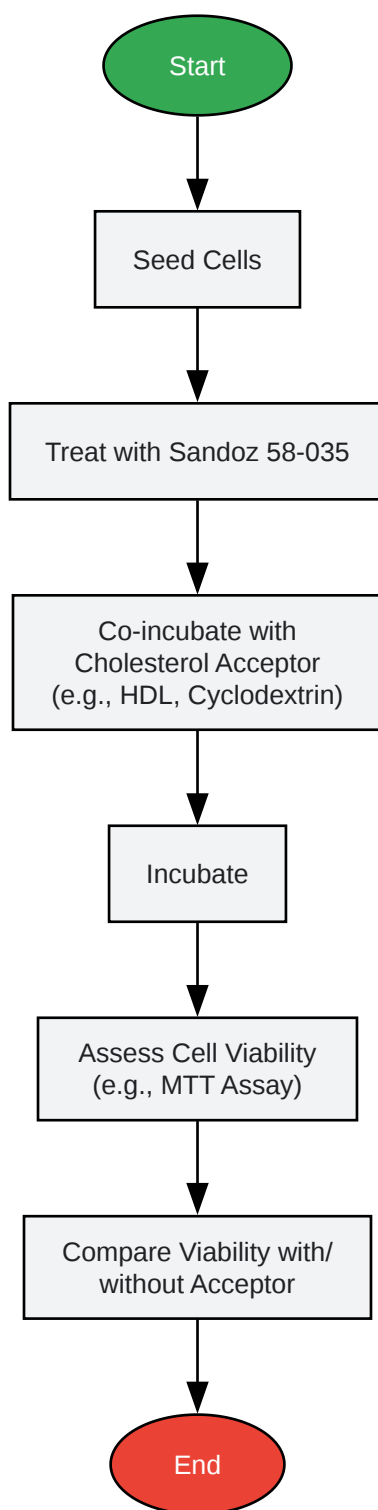 Start
Seed Cells
Treat with Sandoz 58-035
Co-incubate with
Cholesterol Acceptor
(e.g., HDL, Cyclodextrin)
Incubate
Assess Cell Viability
(e.g., MTT Assay)
Compare Viability with/
without Acceptor
End